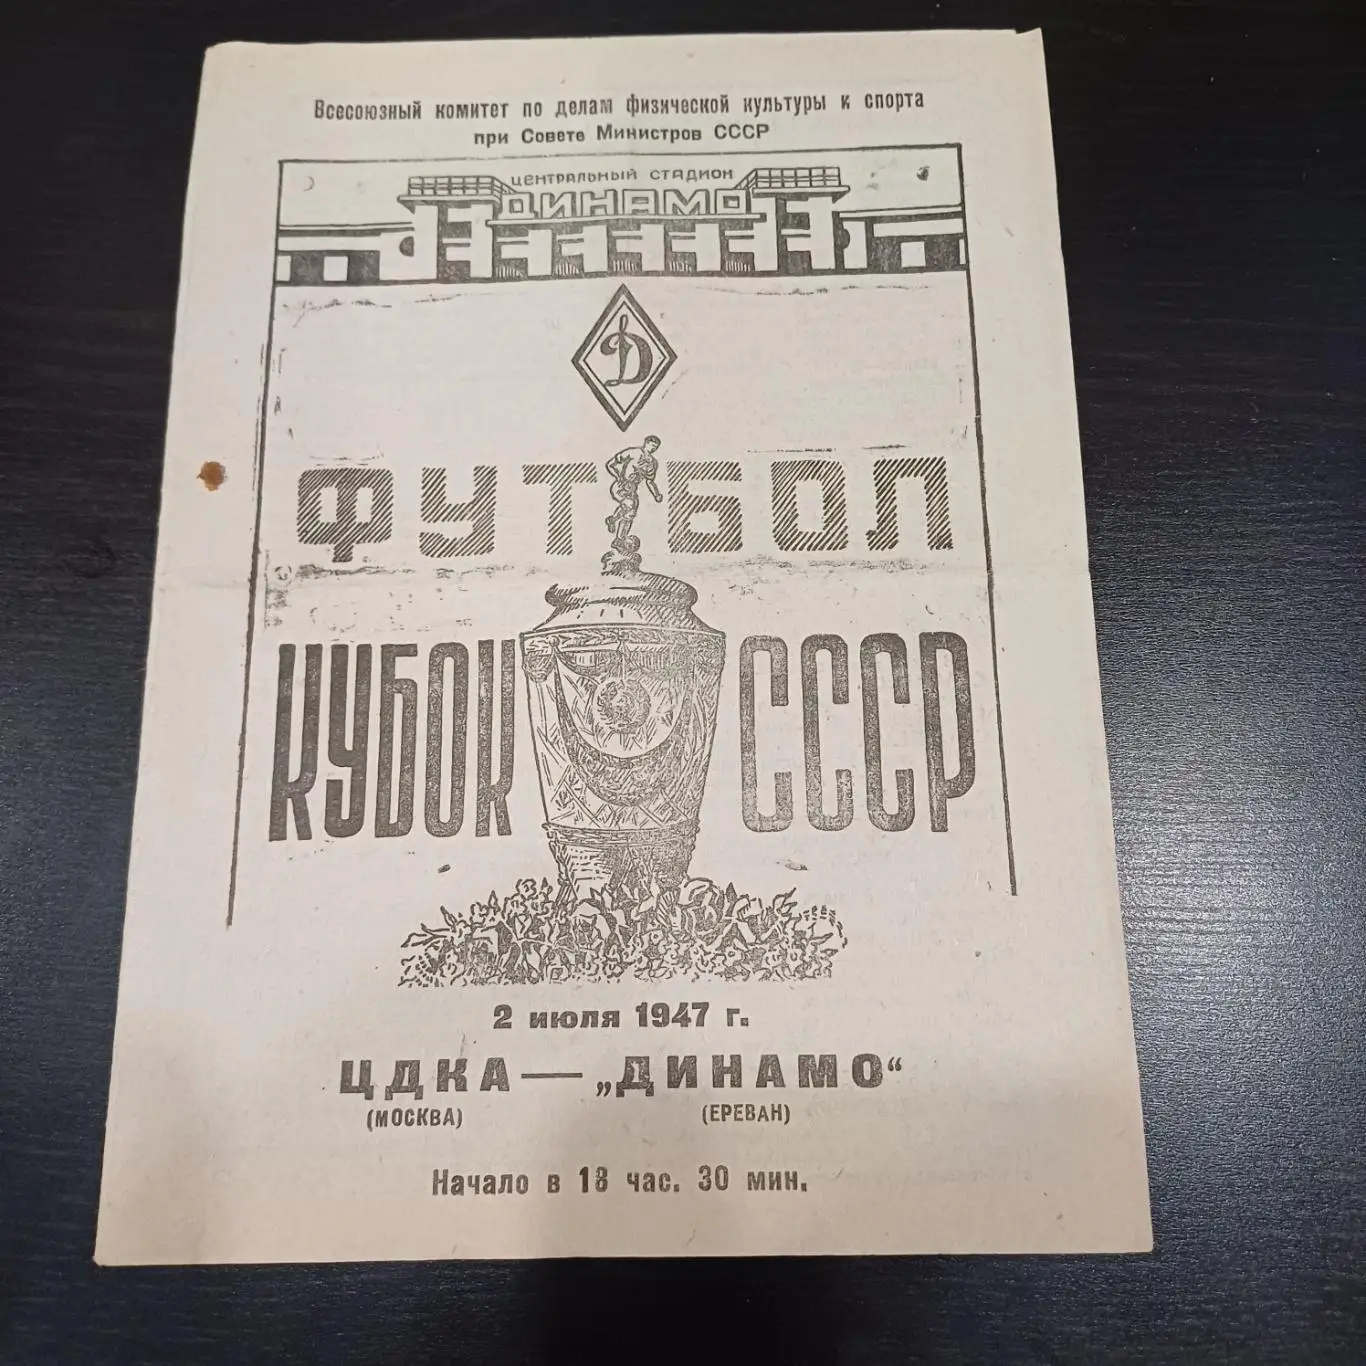 Всесоюзный комитет по делам физической культуры и спорта
при Совете Министров СССР
ЦЕНТРАЛЬНЫЙ СТАДИОН
ДИНАМО
Д
ФУТБОЛ
КУБОК СССР
2 июля 1947 г.
ЦДКА — „ДИНАМО“
(МОСКВА) (ЕРЕВАН)
Начало в 18 час. 30 мин.